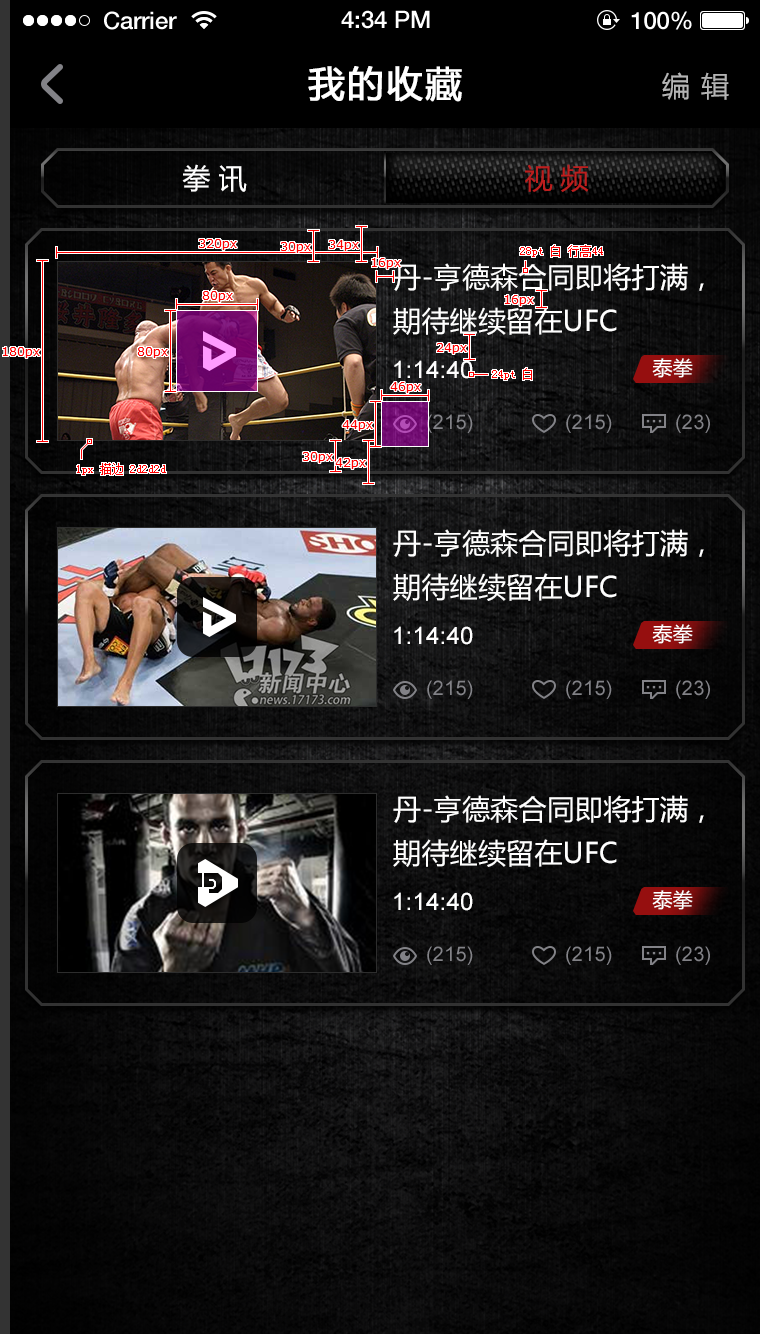 Carrier 4:34 PM 100%
我的收藏 编 辑
拳 讯 视 频
320px 30px 34px 28pt 白 行高44
16px
丹-亨德森合同即将打满，
80px 16px
期待继续留在UFC
180px 80px 24px
1:14:40 24pt 白 泰拳
46px
44px (215) (215) (23)
30px 42px
1px 描边 2d2d2d
丹-亨德森合同即将打满，
期待继续留在UFC
1:14:40 泰拳
17173
新闻中心
news.17173.com
(215) (215) (23)
丹-亨德森合同即将打满，
期待继续留在UFC
1:14:40 泰拳
(215) (215) (23)